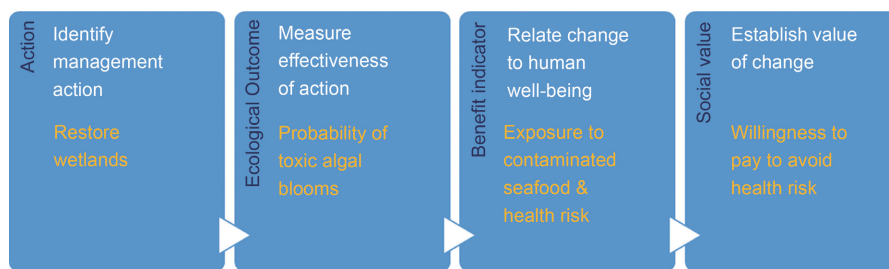 Action
Identify
management
action
Restore
wetlands
Ecological Outcome
Measure
effectiveness
of action
Probability of
toxic algal
blooms
Benefit indicator
Relate change
to human
well-being
Exposure to
contaminated
seafood &
health risk
Social value
Establish value
of change
Willingness to
pay to avoid
health risk